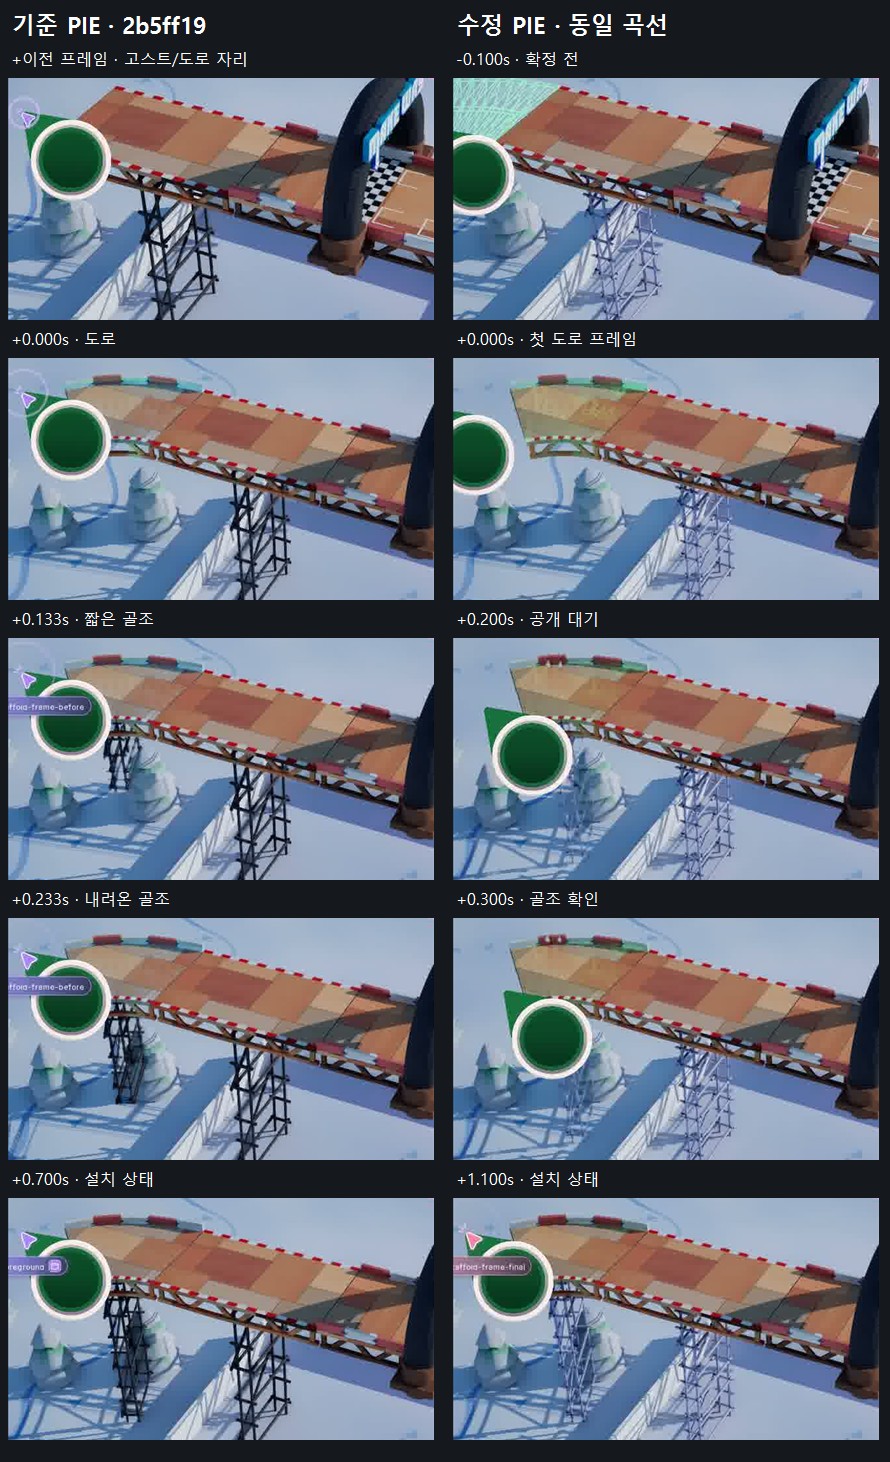 기준 PIE · 2b5ff19
+이전 프레임 · 고스트/도로 자리
수정 PIE · 동일 곡선
-0.100s · 확정 전
+0.000s · 도로
+0.000s · 첫 도로 프레임
+0.133s · 짧은 골조
ffold-frame-before
+0.200s · 공개 대기
+0.233s · 내려온 골조
ffold-frame-before
+0.300s · 골조 확인
+0.700s · 설치 상태
reground
+1.100s · 설치 상태
affold-frame-final